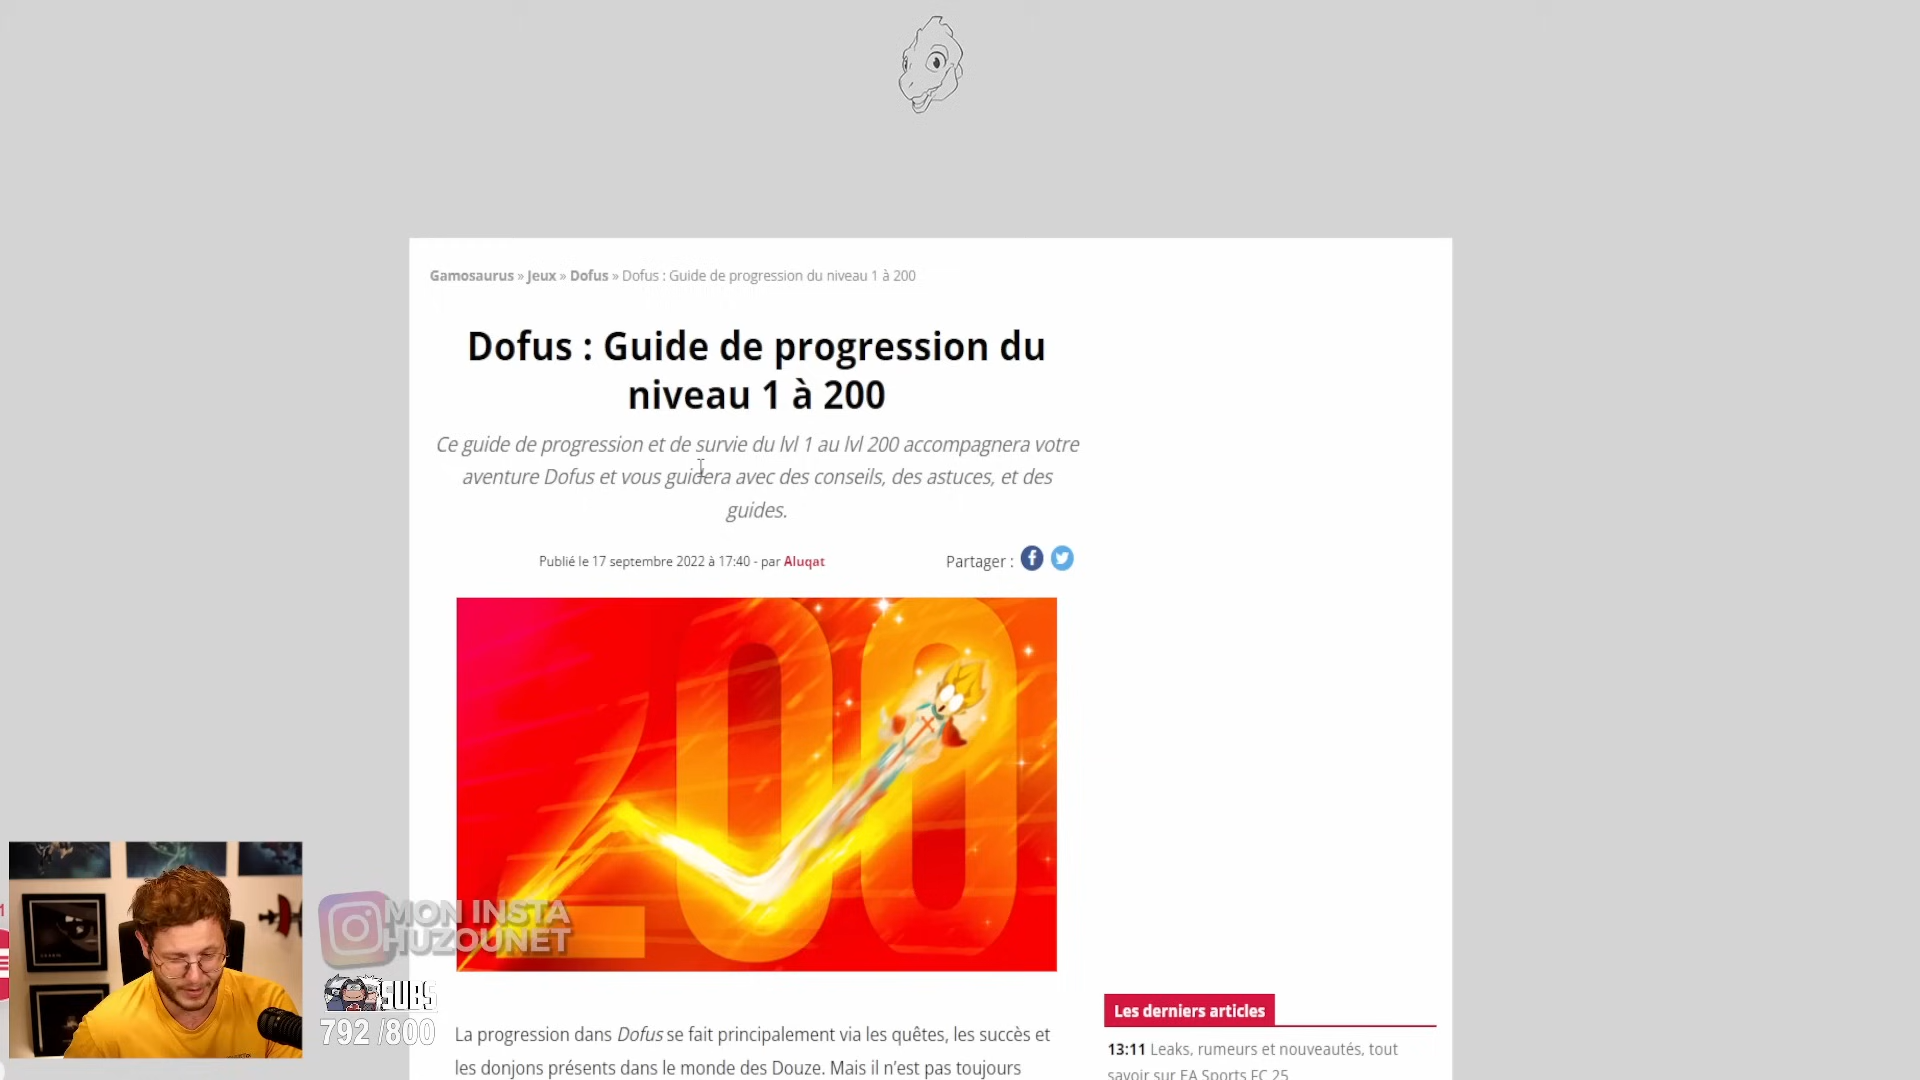 Gamosaurus » Jeux » Dofus » Dofus : Guide de progression du niveau 1 à 200
Dofus : Guide de progression du
niveau 1 à 200
Ce guide de progression et de survie du lvl 1 au lvl 200 accompagnera votre
aventure Dofus et vous guidera avec des conseils, des astuces, et des
guides.
Publié le 17 septembre 2022 à 17:40 - par Aluqat
Partager :
200
MON INSTA
HUZOUNET
SUBS
792 /800
La progression dans Dofus se fait principalement via les quêtes, les succès et
les donjons présents dans le monde des Douze. Mais il n'est pas toujours
Les derniers articles
13:11 Leaks, rumeurs et nouveautés, tout
savoir sur EA Sports FC 25